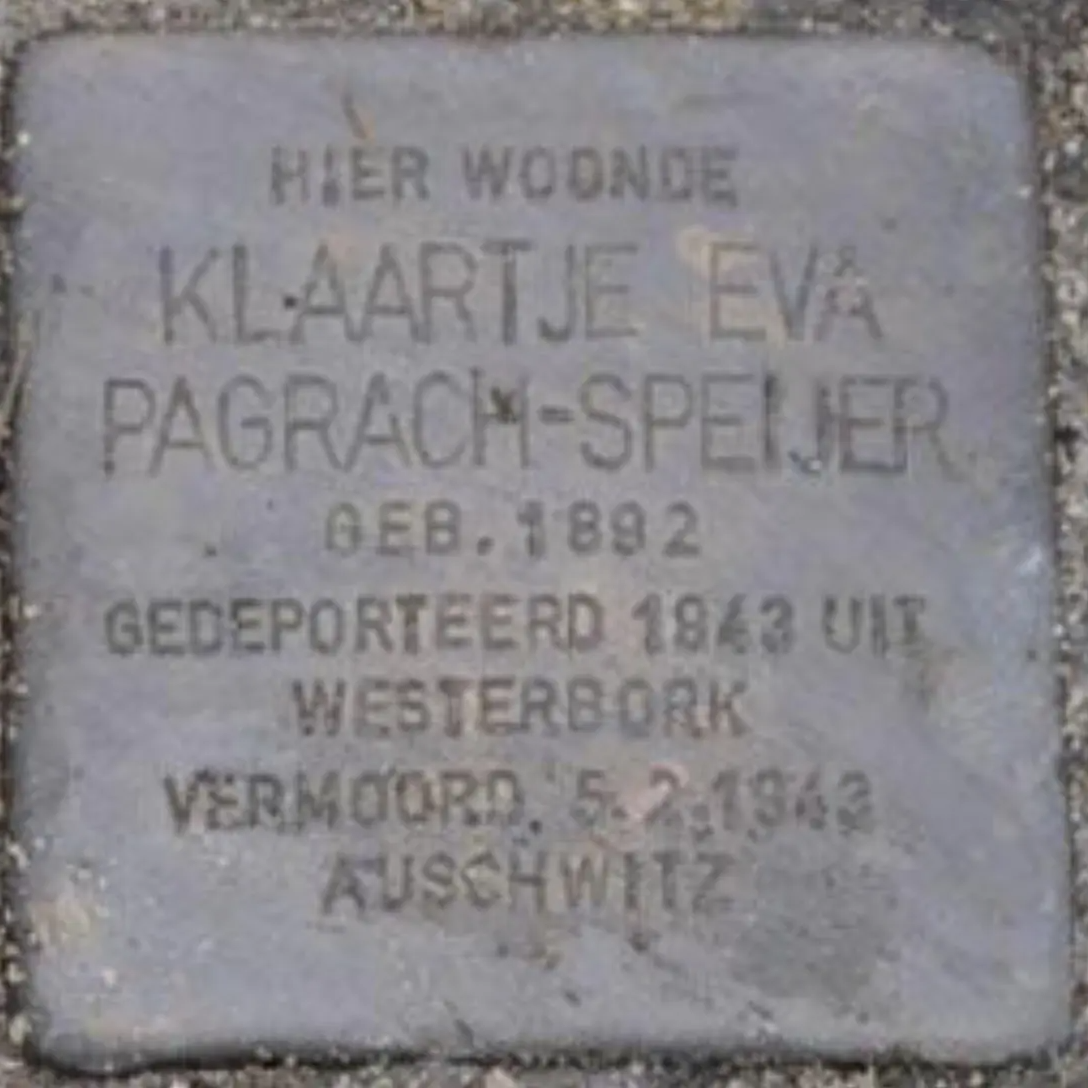 HIER WOONDE
KLAARTJE EVA
PAGRACH-SPEIJER
GEB. 1892
GEDEPORTEERD 1943 UIT
WESTERBORK
VERMOORD 5.2.1943
AUSCHWITZ